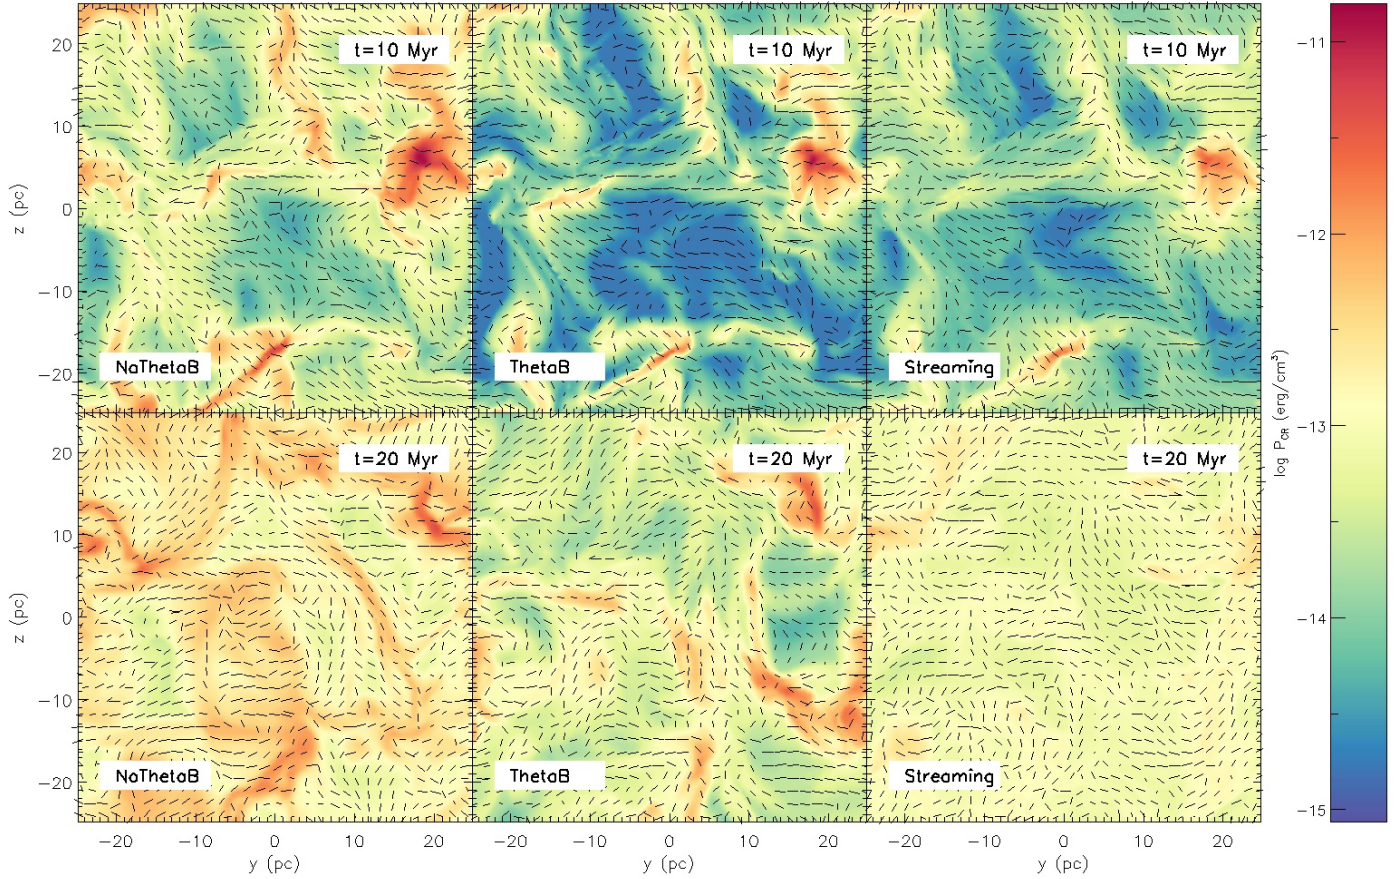 t=10 Myr t=10 Myr t=10 Myr
20
10
z (pc)
0
−10
NoThetaB ThetaB Streaming
−20
t=20 Myr t=20 Myr t=20 Myr
20
10
z (pc)
0
−10
NoThetaB ThetaB Streaming
−20
−20 −10 0 10 20 −20 −10 0 10 20 −20 −10 0 10 20
y (pc) y (pc) y (pc)
−11
−12
−13
−14
−15
log P_CR (erg/cm³)